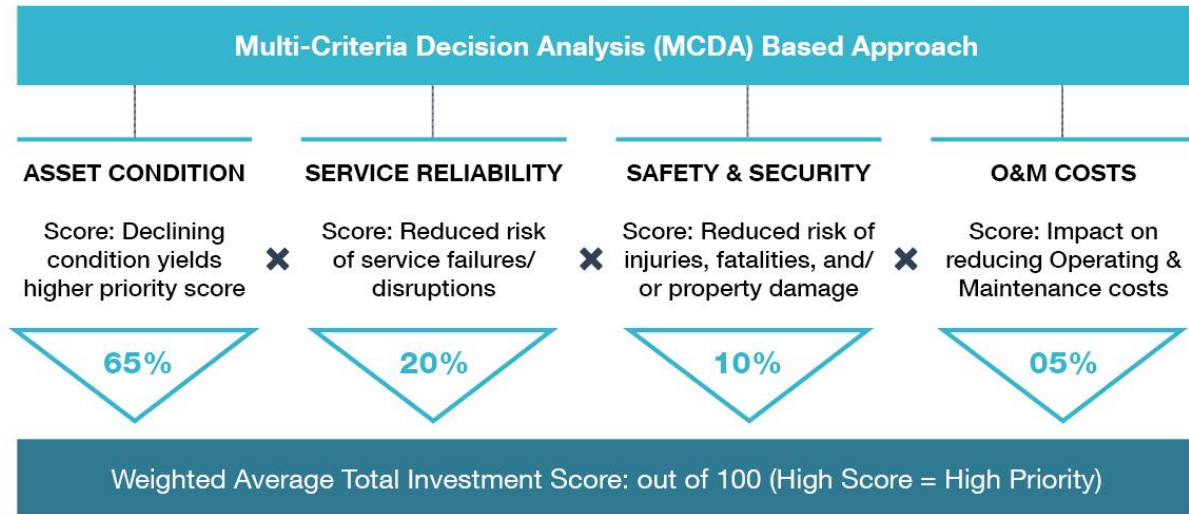 Multi-Criteria Decision Analysis (MCDA) Based Approach
ASSET CONDITION
Score: Declining
condition yields
higher priority score
65%
SERVICE RELIABILITY
Score: Reduced risk
of service failures/
disruptions
20%
SAFETY & SECURITY
Score: Reduced risk of
injuries, fatalities, and/
or property damage
10%
O&M COSTS
Score: Impact on
reducing Operating &
Maintenance costs
05%
Weighted Average Total Investment Score: out of 100 (High Score = High Priority)